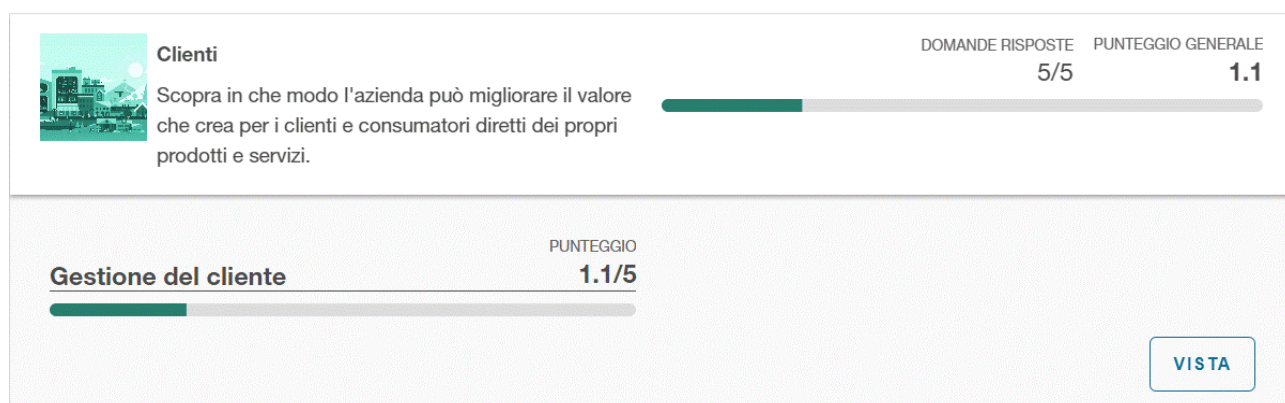 Clienti
Scopra in che modo l'azienda può migliorare il valore
che crea per i clienti e consumatori diretti dei propri
prodotti e servizi.
DOMANDE RISPOSTE PUNTEGGIO GENERALE
5/5 1.1
PUNTEGGIO
Gestione del cliente 1.1/5
VISTA